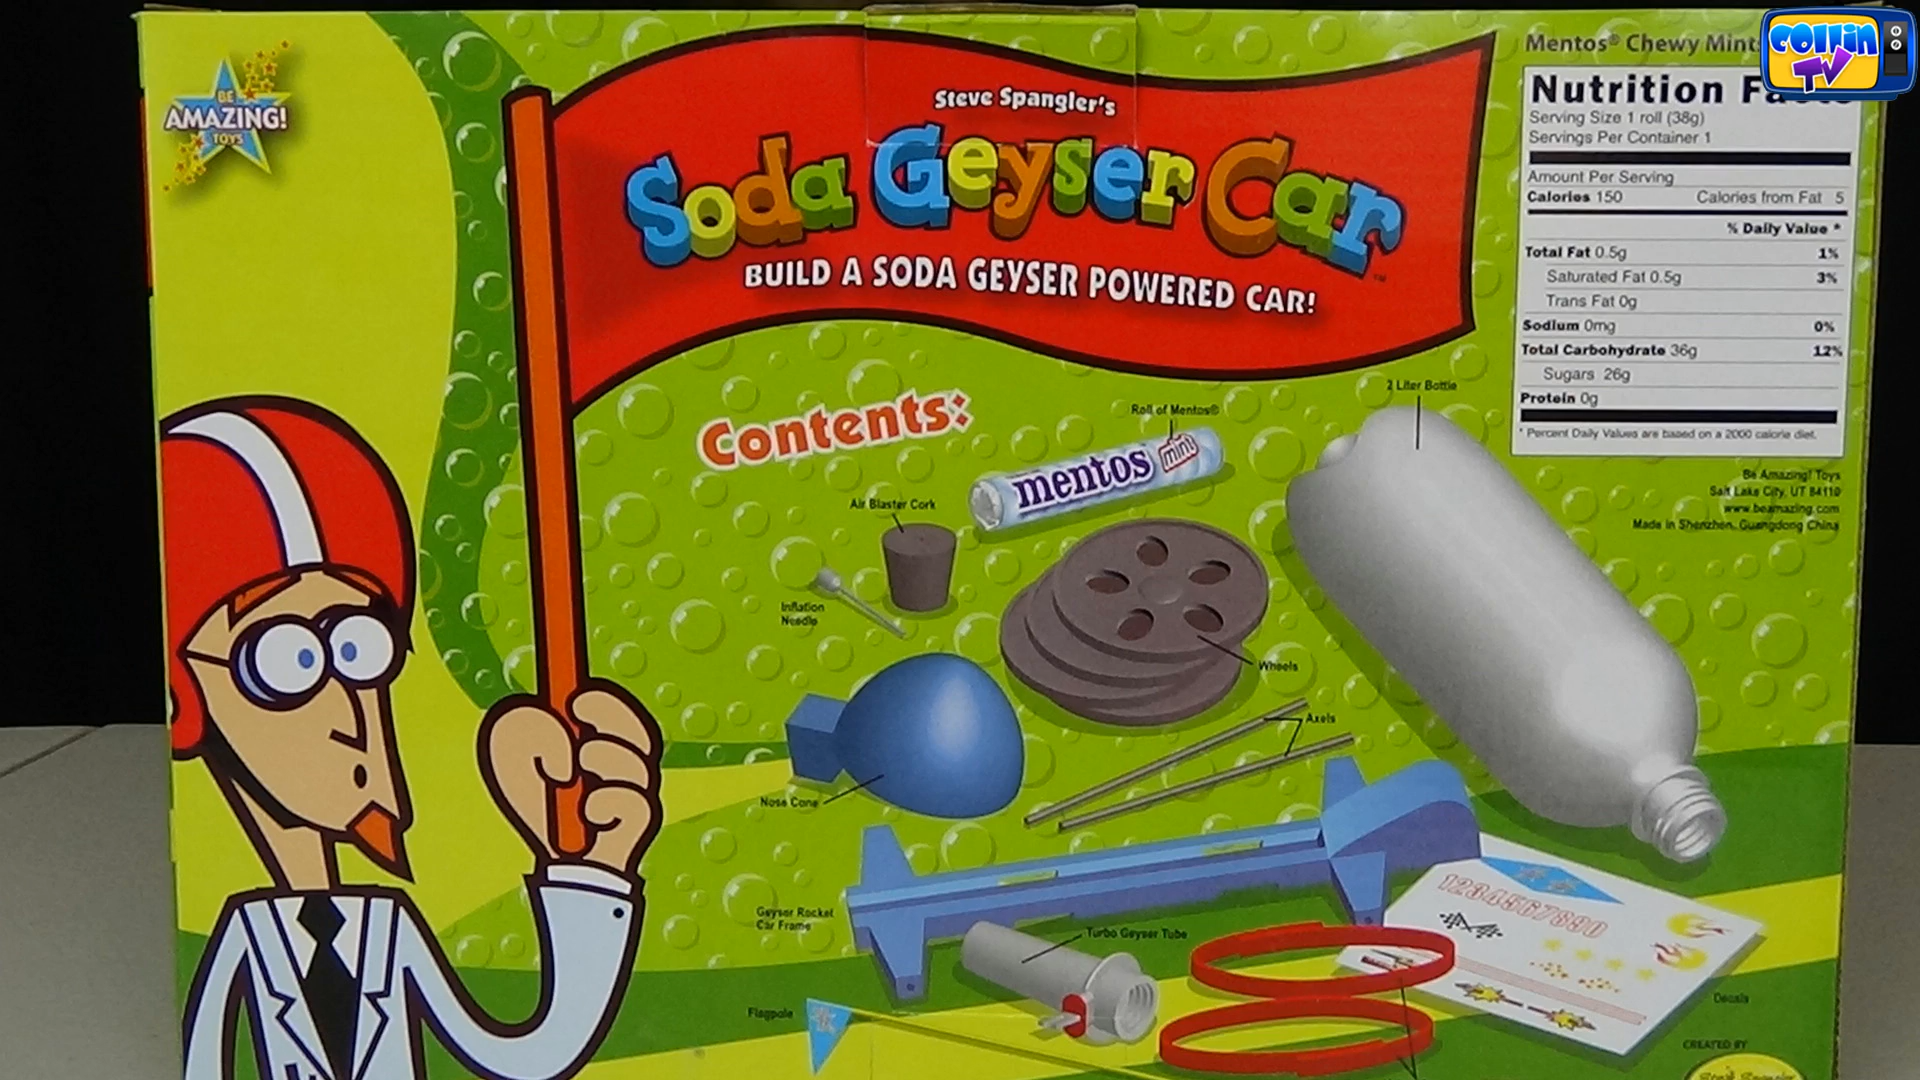 BE
AMAZING!
TOYS
Steve Spangler's
Soda Geyser Car
™
BUILD A SODA GEYSER POWERED CAR!
Contents:
Roll of Mentos®
mentos mint
2 Liter Bottle
Air Blaster Cork
Inflation
Needle
Wheels
Axels
Nose Cone
Geyser Rocket
Car Frame
Turbo Geyser Tube
1234567890
Flagpole
Decals
CREATED BY
Mentos® Chewy Mints
Nutrition Facts
Serving Size 1 roll (38g)
Servings Per Container 1
Amount Per Serving
Calories 150 Calories from Fat 5
% Daily Value *
Total Fat 0.5g 1%
Saturated Fat 0.5g 3%
Trans Fat 0g
Sodium 0mg 0%
Total Carbohydrate 36g 12%
Sugars 26g
Protein 0g
* Percent Daily Values are based on a 2000 calorie diet.
Be Amazing! Toys
Salt Lake City, UT 84110
www.beamazing.com
Made in Shenzhen, Guangdong China
COLLIN
TV